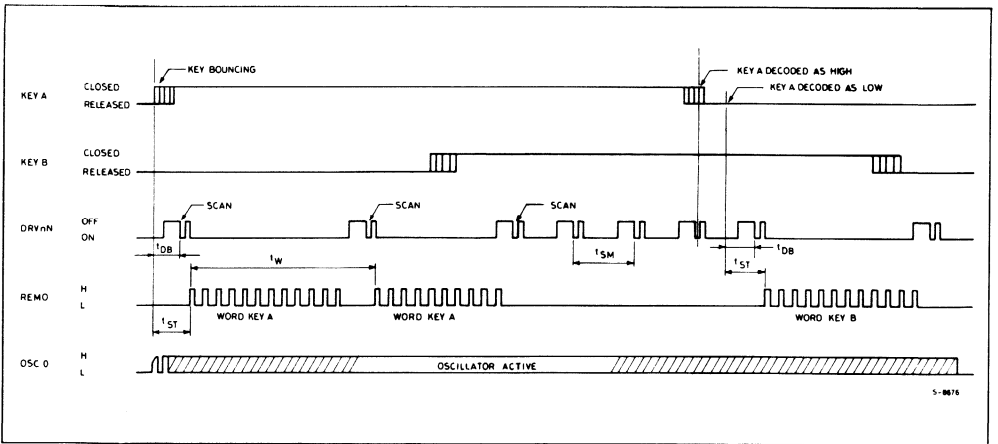 KEY BOUNCING
KEY A DECODED AS HIGH
KEY A DECODED AS LOW
KEY A
CLOSED
RELEASED
KEY B
CLOSED
RELEASED
SCAN
SCAN
SCAN
DRVnN
OFF
ON
tDB
tW
tSM
tST
tDB
REMO
H
L
WORD KEY A
WORD KEY A
WORD KEY B
tST
OSC O
H
L
OSCILLATOR ACTIVE
S-8676